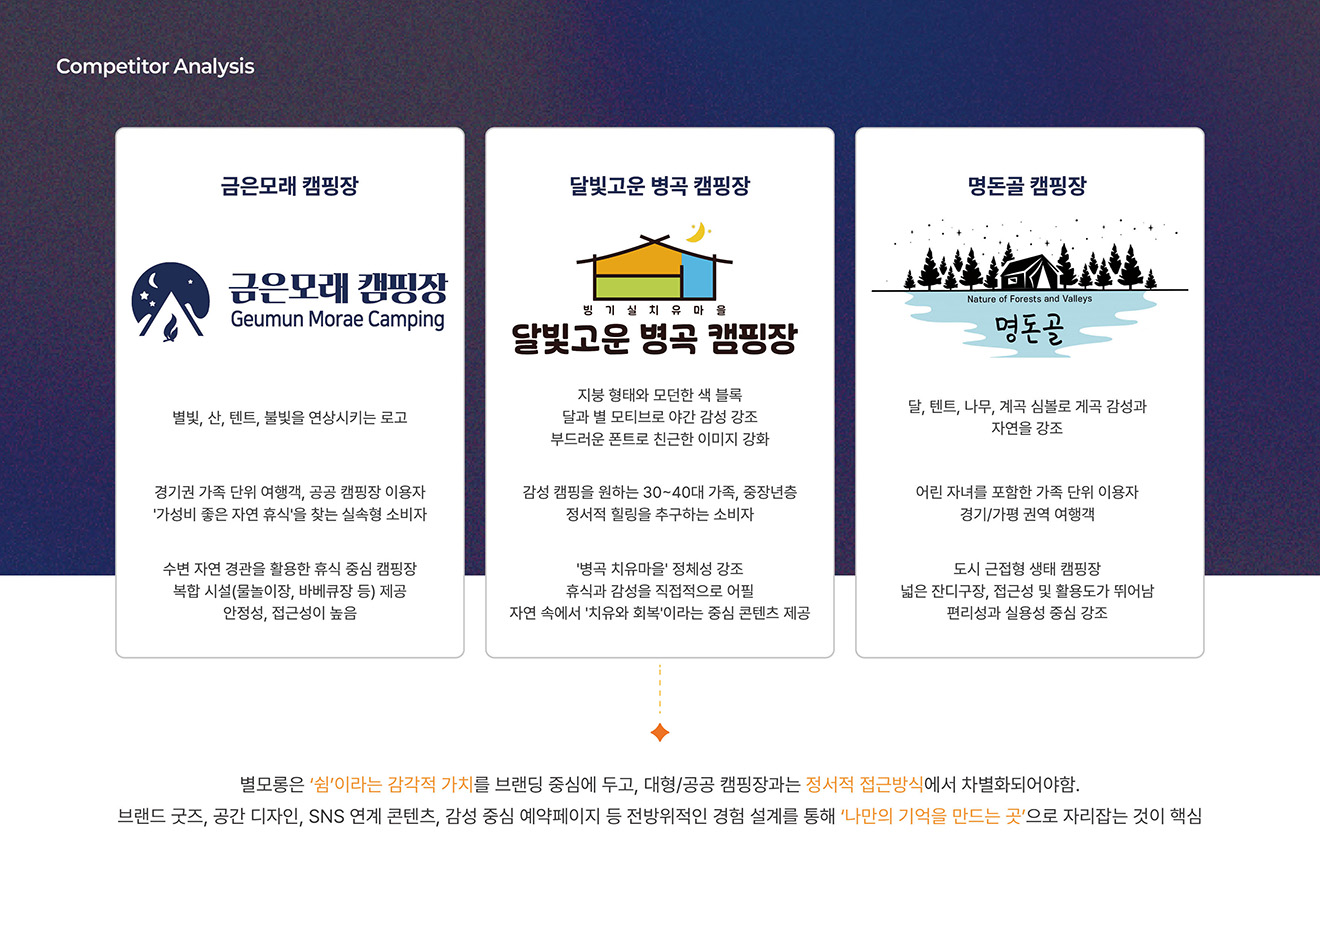 Competitor Analysis
금은모래 캠핑장
금은모래 캠핑장
Geumun Morae Camping
별빛, 산, 텐트, 불빛을 연상시키는 로고
경기권 가족 단위 여행객, 공공 캠핑장 이용자
'가성비 좋은 자연 휴식'을 찾는 실속형 소비자
수변 자연 경관을 활용한 휴식 중심 캠핑장
복합 시설(물놀이장, 바베큐장 등) 제공
안정성, 접근성이 높음
달빛고운 병곡 캠핑장
빙기실치유마을
달빛고운 병곡 캠핑장
지붕 형태와 모던한 색 블록
달과 별 모티브로 야간 감성 강조
부드러운 폰트로 친근한 이미지 강화
감성 캠핑을 원하는 30~40대 가족, 중장년층
정서적 힐링을 추구하는 소비자
'병곡 치유마을' 정체성 강조
휴식과 감성을 직접적으로 어필
자연 속에서 '치유와 회복'이라는 중심 콘텐츠 제공
명돈골 캠핑장
Nature of Forests and Valleys
명돈골
달, 텐트, 나무, 계곡 심볼로 게곡 감성과
자연을 강조
어린 자녀를 포함한 가족 단위 이용자
경기/가평 권역 여행객
도시 근접형 생태 캠핑장
넓은 잔디구장, 접근성 및 활용도가 뛰어남
편리성과 실용성 중심 강조
별모롱은 '쉼'이라는 감각적 가치를 브랜딩 중심에 두고, 대형/공공 캠핑장과는 정서적 접근방식에서 차별화되어야함.
브랜드 굿즈, 공간 디자인, SNS 연계 콘텐츠, 감성 중심 예약페이지 등 전방위적인 경험 설계를 통해 '나만의 기억을 만드는 곳'으로 자리잡는 것이 핵심